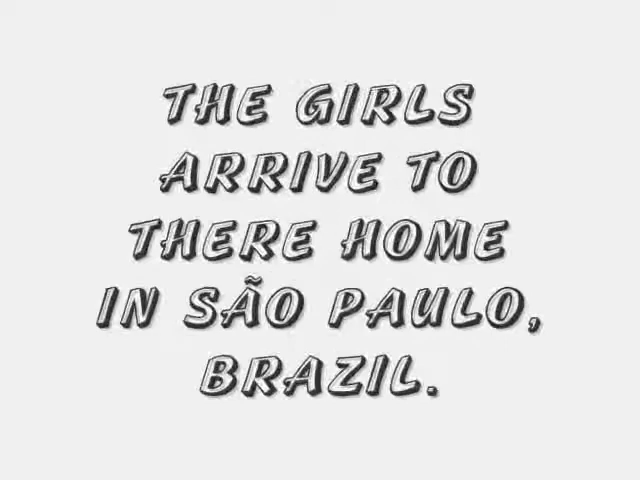 THE GIRLS
ARRIVE TO
THERE HOME
IN SÃO PAULO,
BRAZIL.